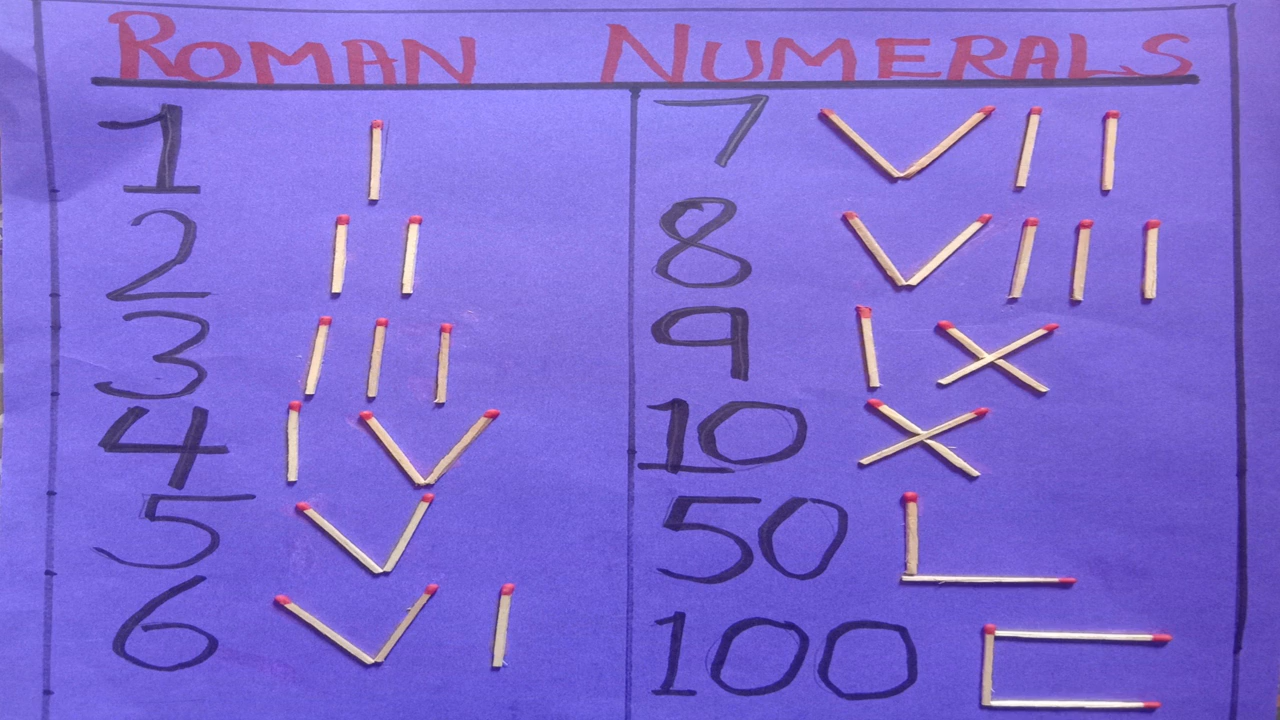 ROMAN NUMERALS
1 I
2 II
3 III
4 IV
5 V
6 VI
7 VII
8 VIII
9 IX
10 X
50 L
100 C